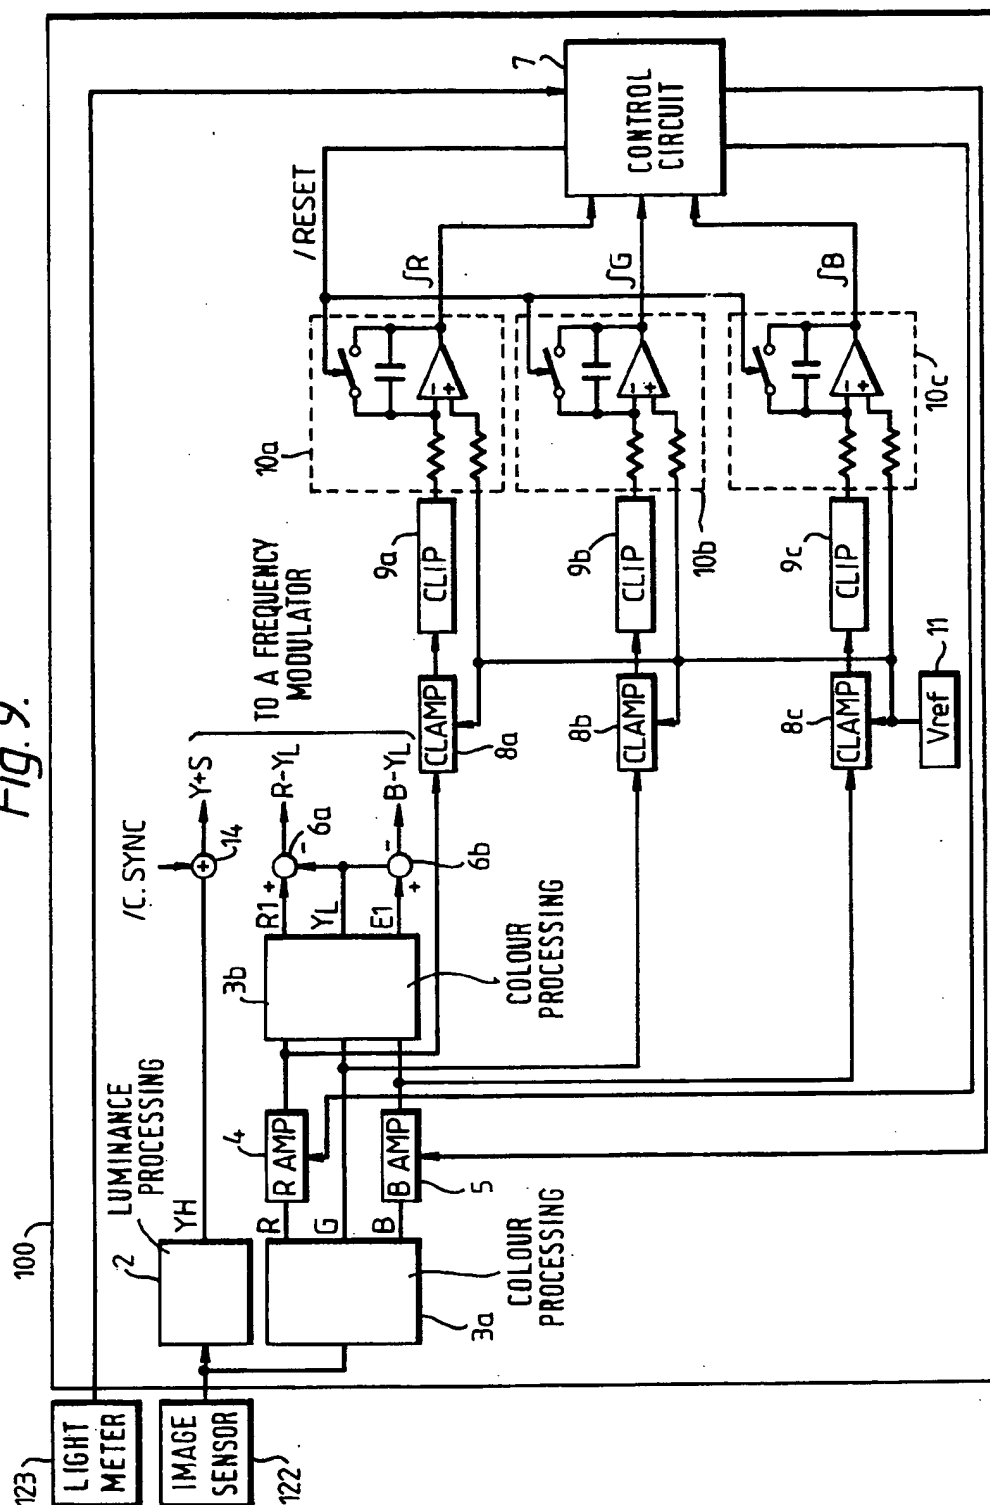 Fig. 9.
100
123
LIGHT
METER
IMAGE
SENSOR
122
2
LUMINANCE
PROCESSING
YH
/C. SYNC
14
Y+S
R-YL
B-YL
TO A FREQUENCY
MODULATOR
3a
COLOUR
PROCESSING
R
G
B
4
R AMP
B AMP
5
3b
COLOUR
PROCESSING
R1
YL
E1
+
-
6a
+
-
6b
CLAMP
8a
CLAMP
8b
CLAMP
8c
Vref
11
9a
CLIP
9b
CLIP
9c
CLIP
10a
-
+
10b
-
+
10c
-
+
/RESET
∫R
∫G
∫B
7
CONTROL
CIRCUIT